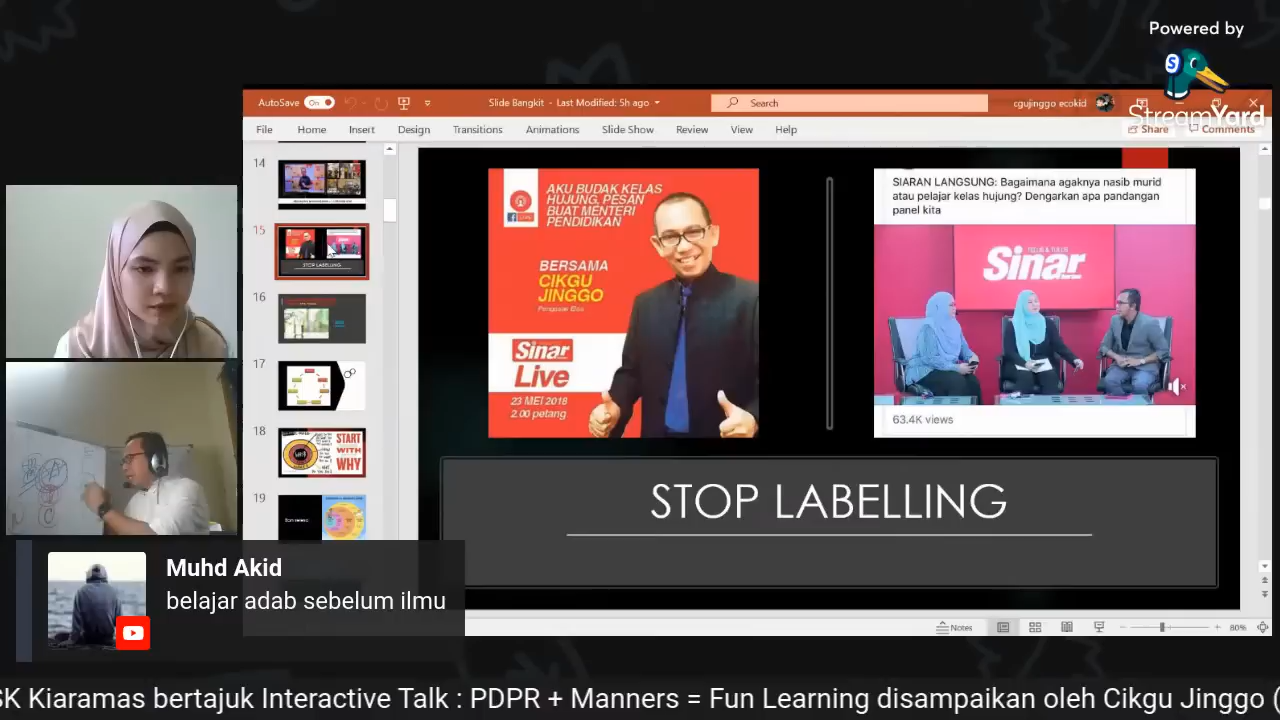 Powered by
StreamYard
AutoSave On
Slide Bangkit - Last Modified: 5h ago
Search
cgujinggo ecokid
File Home Insert Design Transitions Animations Slide Show Review View Help
Share Comments
14
15
STOP LABELLING
16
17
18
START
WITH
WHY
19
AKU BUDAK KELAS
HUJUNG, PESAN
BUAT MENTERI
PENDIDIKAN
BERSAMA
CIKGU
JINGGO
Sinar
Live
23 MEI 2018
2.00 petang
SIARAN LANGSUNG: Bagaimana agaknya nasib murid
atau pelajar kelas hujung? Dengarkan apa pandangan
panel kita
Sinar
63.4K views
STOP LABELLING
Muhd Akid
belajar adab sebelum ilmu
Notes
80%
SK Kiaramas bertajuk Interactive Talk : PDPR + Manners = Fun Learning disampaikan oleh Cikgu Jinggo (